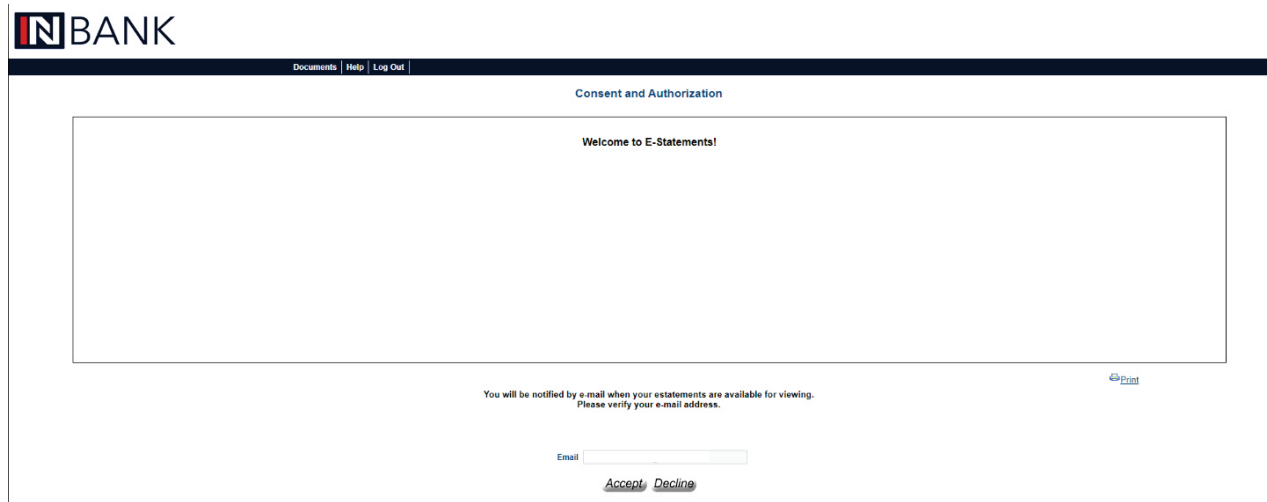 INBANK
Documents Help Log Out
Consent and Authorization
Welcome to E-Statements!
Print
You will be notified by e-mail when your estatements are available for viewing.
Please verify your e-mail address.
Email
Accept Decline